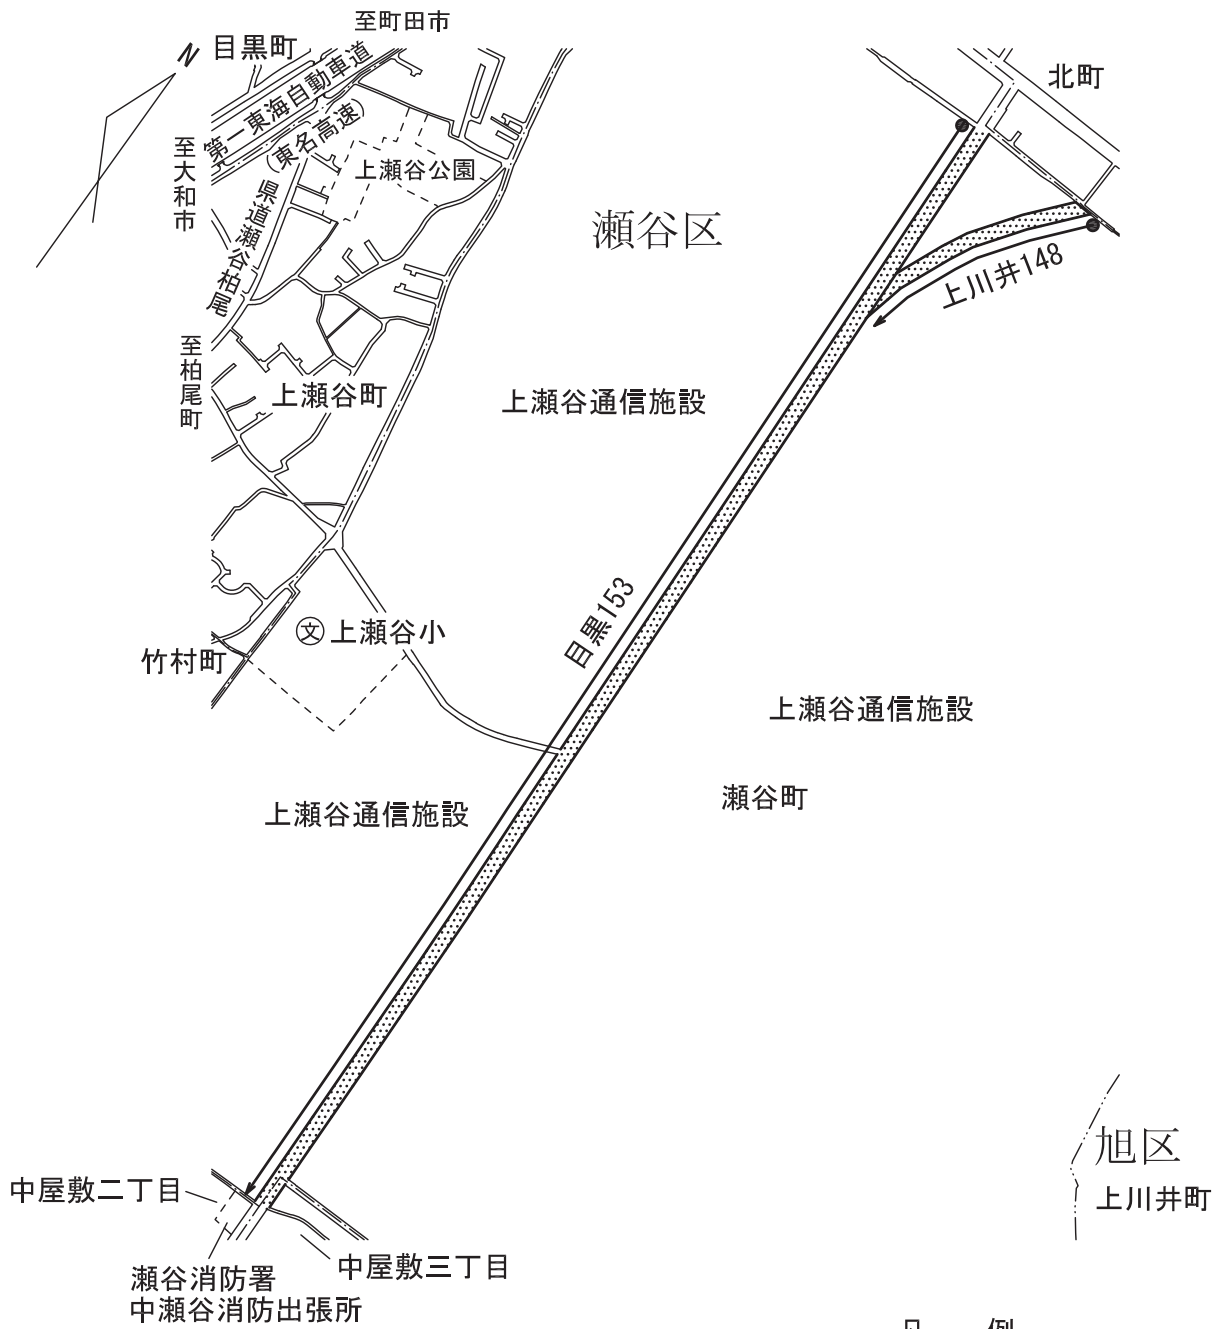 至町田市
N
目黒町
第一東海自動車道
(東名高速)
北町
至大和市
上瀬谷公園
県道瀬谷柏尾
瀬谷区
上川井148
至柏尾町
上瀬谷町
上瀬谷通信施設
目黒153
文
上瀬谷小
竹村町
上瀬谷通信施設
瀬谷町
上瀬谷通信施設
旭区
上川井町
中屋敷二丁目
中屋敷三丁目
瀬谷消防署
中瀬谷消防出張所
凡 例